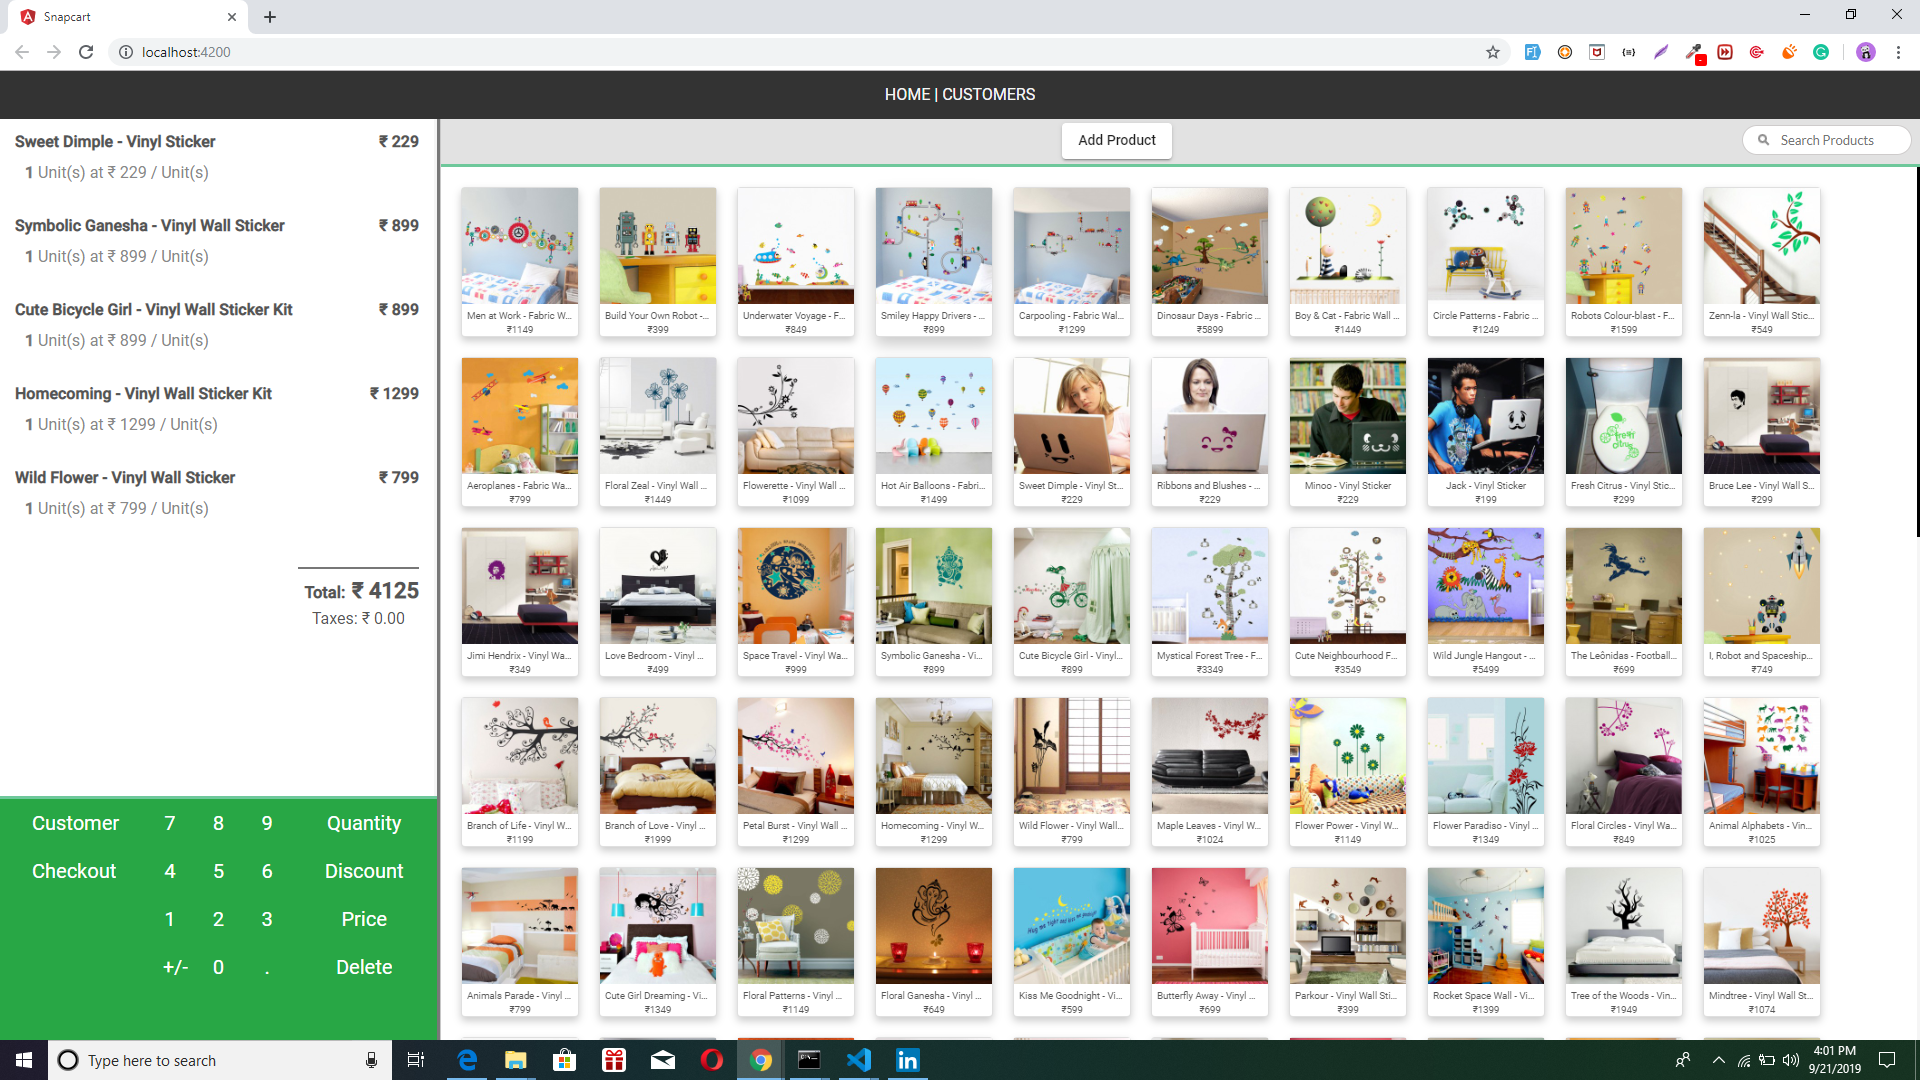 Snapcart
localhost:4200
HOME | CUSTOMERS
Sweet Dimple - Vinyl Sticker ₹ 229
1 Unit(s) at ₹ 229 / Unit(s)
Symbolic Ganesha - Vinyl Wall Sticker ₹ 899
1 Unit(s) at ₹ 899 / Unit(s)
Cute Bicycle Girl - Vinyl Wall Sticker Kit ₹ 899
1 Unit(s) at ₹ 899 / Unit(s)
Homecoming - Vinyl Wall Sticker Kit ₹ 1299
1 Unit(s) at ₹ 1299 / Unit(s)
Wild Flower - Vinyl Wall Sticker ₹ 799
1 Unit(s) at ₹ 799 / Unit(s)
Total: ₹ 4125
Taxes: ₹ 0.00
Customer 7 8 9 Quantity
Checkout 4 5 6 Discount
1 2 3 Price
+/- 0 . Delete
Add Product
Search Products
Men at Work - Fabric W...
₹1149
Build Your Own Robot -...
₹399
Underwater Voyage - F...
₹849
Smiley Happy Drivers - ...
₹899
Carpooling - Fabric Wal...
₹1299
Dinosaur Days - Fabric ...
₹5899
Boy & Cat - Fabric Wall ...
₹1449
Circle Patterns - Fabric ...
₹1249
Robots Colour-blast - F...
₹1599
Zenn-la - Vinyl Wall Stic...
₹549
Aeroplanes - Fabric Wa...
₹799
Floral Zeal - Vinyl Wall ...
₹1449
Flowerette - Vinyl Wall ...
₹1099
Hot Air Balloons - Fabri...
₹1499
Sweet Dimple - Vinyl St...
₹229
Ribbons and Blushes - ...
₹229
Minoo - Vinyl Sticker
₹229
Jack - Vinyl Sticker
₹199
Fresh Citrus - Vinyl Stic...
₹299
Bruce Lee - Vinyl Wall S...
₹299
Jimi Hendrix - Vinyl Wa...
₹349
Love Bedroom - Vinyl ...
₹499
Space Travel - Vinyl Wa...
₹999
Symbolic Ganesha - Vi...
₹899
Cute Bicycle Girl - Vinyl...
₹899
Mystical Forest Tree - F...
₹3349
Cute Neighbourhood F...
₹3549
Wild Jungle Hangout - ...
₹5499
The Leônidas - Football...
₹699
I, Robot and Spaceship...
₹749
Branch of Life - Vinyl W...
₹1199
Branch of Love - Vinyl ...
₹1999
Petal Burst - Vinyl Wall ...
₹1299
Homecoming - Vinyl W...
₹1299
Wild Flower - Vinyl Wall...
₹799
Maple Leaves - Vinyl W...
₹1024
Flower Power - Vinyl W...
₹1149
Flower Paradiso - Vinyl ...
₹1349
Floral Circles - Vinyl Wa...
₹849
Animal Alphabets - Vin...
₹1025
Animals Parade - Vinyl ...
₹799
Cute Girl Dreaming - Vi...
₹1349
Floral Patterns - Vinyl ...
₹1149
Floral Ganesha - Vinyl ...
₹649
Kiss Me Goodnight - Vi...
₹599
Butterfly Away - Vinyl ...
₹699
Parkour - Vinyl Wall Sti...
₹399
Rocket Space Wall - Vi...
₹1399
Tree of the Woods - Vin...
₹1949
Mindtree - Vinyl Wall St...
₹1074
Type here to search
4:01 PM
9/21/2019